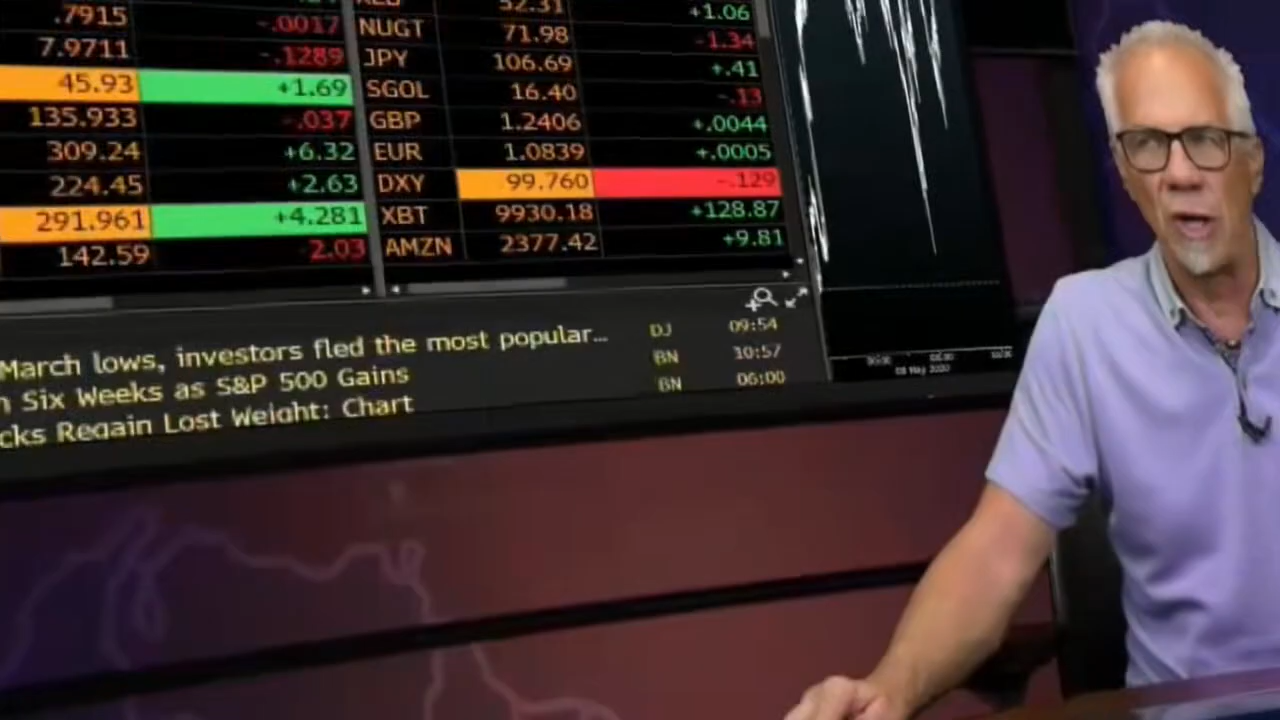 .7915 -.0017 NUGT 52.31 +1.06
7.9711 -.1289 JPY 71.98 -1.34
45.93 +1.69 SGOL 106.69 +.41
135.933 -.037 GBP 16.40 -.13
309.24 +6.32 EUR 1.2406 +.0044
224.45 +2.63 DXY 1.0839 +.0005
291.961 +4.281 XBT 99.760 -.129
142.59 -2.03 AMZN 9930.18 +128.87
2377.42 +9.81
March lows, investors fled the most popular... DJ 09:54
Six Weeks as S&P 500 Gains BN 10:57
cks Regain Lost Weight: Chart BN 06:00